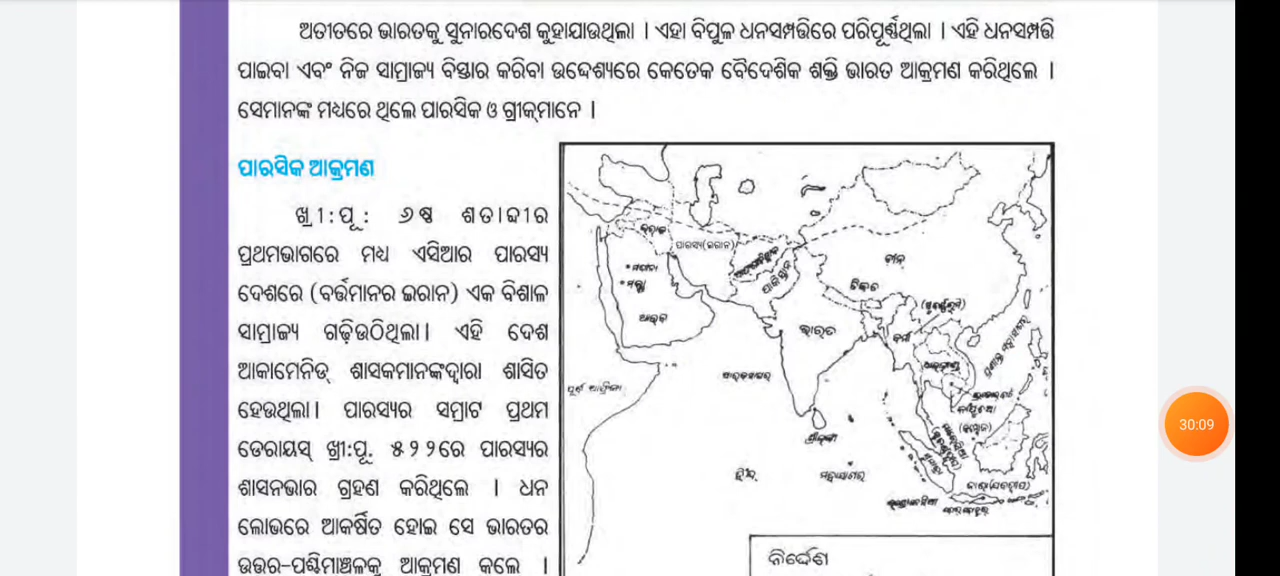 ଅତୀତରେ ଭାରତକୁ ସୁନାରଦେଶ କୁହାଯାଉଥିଲା । ଏହା ବିପୁଳ ଧନସମ୍ପତ୍ତିରେ ପରିପୂର୍ଣ୍ଣଥିଲା । ଏହି ଧନସମ୍ପତ୍ତି
ପାଇବା ଏବଂ ନିଜ ସାମ୍ରାଜ୍ୟ ବିସ୍ତାର କରିବା ଉଦ୍ଦେଶ୍ୟରେ କେତେକ ବୈଦେଶିକ ଶକ୍ତି ଭାରତ ଆକ୍ରମଣ କରିଥିଲେ ।
ସେମାନଙ୍କ ମଧ୍ୟରେ ଥିଲେ ପାରସିକ ଓ ଗ୍ରୀକ୍‌ମାନେ ।
ପାରସିକ ଆକ୍ରମଣ
ଖ୍ରୀ:ପୂ: ୬ଷ୍ଠ ଶତାବ୍ଦୀର
ପ୍ରଥମଭାଗରେ ମଧ୍ୟ ଏସିଆର ପାରସ୍ୟ
ଦେଶରେ (ବର୍ତ୍ତମାନର ଇରାନ) ଏକ ବିଶାଳ
ସାମ୍ରାଜ୍ୟ ଗଢ଼ିଉଠିଥିଲା। ଏହି ଦେଶ
ଆକାମେନିଡ୍ ଶାସକମାନଙ୍କଦ୍ୱାରା ଶାସିତ
ହେଉଥିଲା। ପାରସ୍ୟର ସମ୍ରାଟ ପ୍ରଥମ
ଡେରାୟସ୍ ଖ୍ରୀ:ପୂ. ୫୨୨ରେ ପାରସ୍ୟର
ଶାସନଭାର ଗ୍ରହଣ କରିଥିଲେ । ଧନ
ଲୋଭରେ ଆକର୍ଷିତ ହୋଇ ସେ ଭାରତର
ଉତ୍ତର-ପଶ୍ଚିମାଞ୍ଚଳକୁ ଆକ୍ରମଣ କଲେ ।
ଇରାକ
ପାରସ୍ୟ(ଇରାନ)
ପାକିସ୍ତାନ
ମକ୍କା
ଆରବ
ଚୀନ୍
ତିବ୍ବତ
ଭାରତ
ବର୍ମା
ଆରବସାଗର
ପୂର୍ବ ଆଫ୍ରିକା
ଶ୍ରୀଲଙ୍କା
ହିନ୍ଦ
ମହାସାଗର
ନିର୍ଦ୍ଦେଶ
30:09